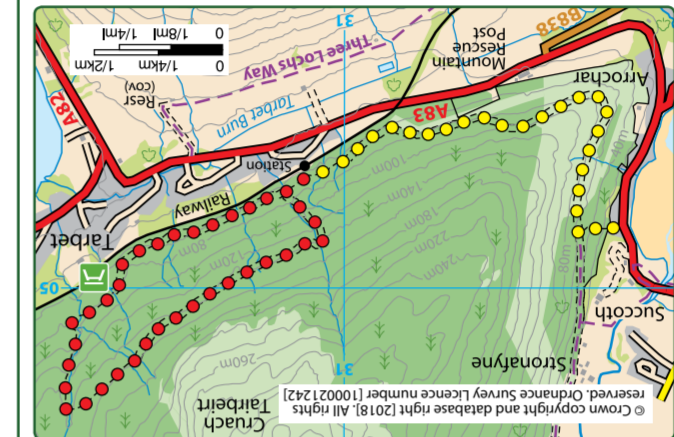 © Crown copyright and database right [2018]. All rights
reserved. Ordnance Survey Licence number [100021242]
Cruach
Tairbeirt
31
Stronafyne
260m
Succoth
05
80m
240m
220m
180m
140m
100m
120m
80m
Tarbet
Railway
Station
40m
Arrochar
A83
Tarbet Burn
Three Lochs Way
Resr
(cov)
A82
Mountain
Rescue
Post
B838
31
0 1/4km 1/2km
0 1/8ml 1/4ml